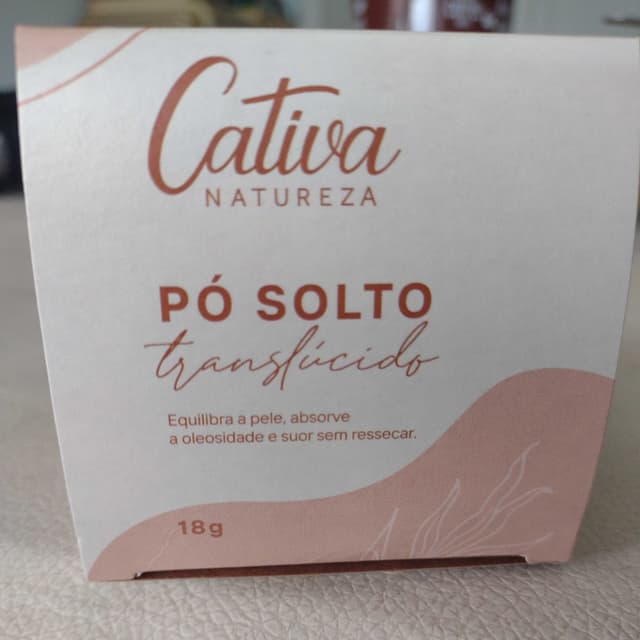 Cativa
NATUREZA
PÓ SOLTO
translúcido
Equilibra a pele, absorve
a oleosidade e suor sem ressecar.
18g